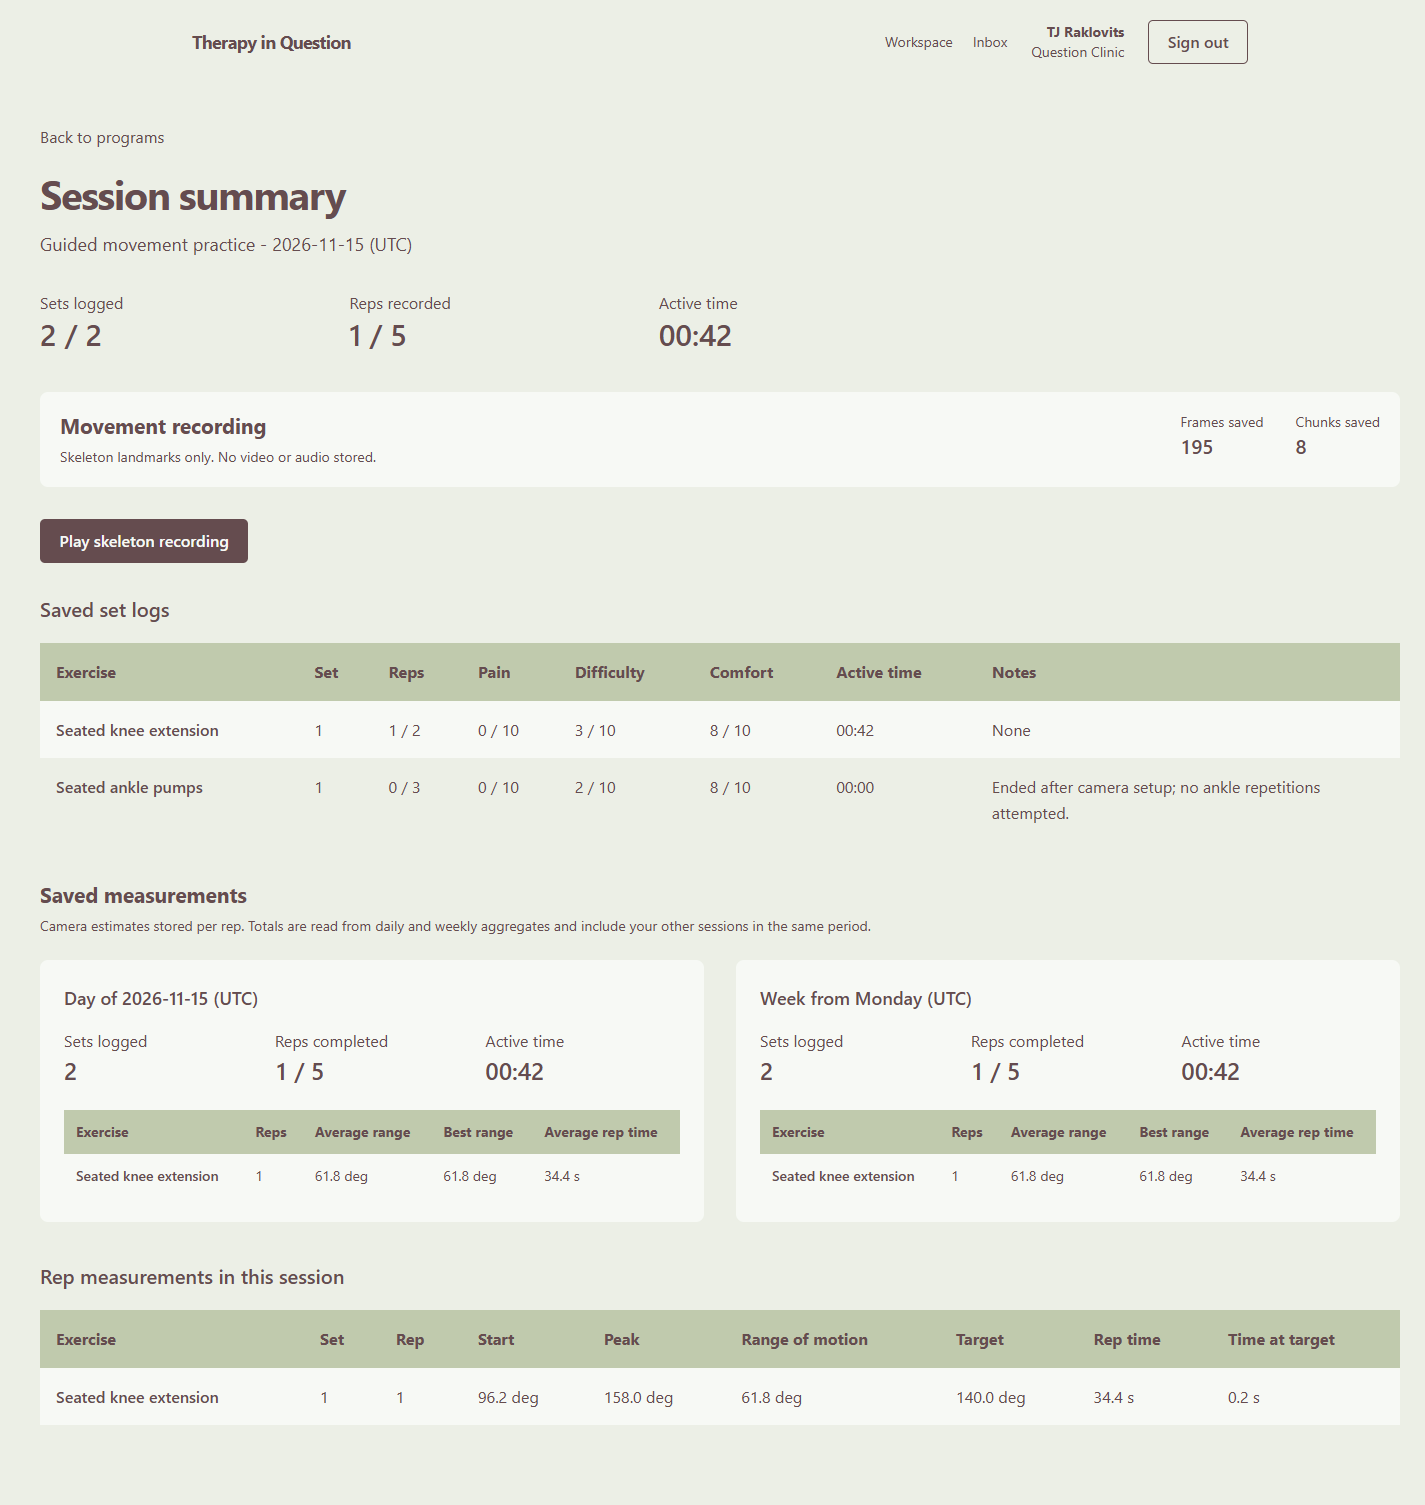 Therapy in Question
Workspace
Inbox
TJ Raklovits
Question Clinic
Sign out
Back to programs
Session summary
Guided movement practice - 2026-11-15 (UTC)
Sets logged
2 / 2
Reps recorded
1 / 5
Active time
00:42
Movement recording
Skeleton landmarks only. No video or audio stored.
Frames saved
195
Chunks saved
8
Play skeleton recording
Saved set logs
Exercise Set Reps Pain Difficulty Comfort Active time Notes
Seated knee extension 1 1 / 2 0 / 10 3 / 10 8 / 10 00:42 None
Seated ankle pumps 1 0 / 3 0 / 10 2 / 10 8 / 10 00:00 Ended after camera setup; no ankle repetitions
attempted.
Saved measurements
Camera estimates stored per rep. Totals are read from daily and weekly aggregates and include your other sessions in the same period.
Day of 2026-11-15 (UTC)
Sets logged
2
Reps completed
1 / 5
Active time
00:42
Exercise Reps Average range Best range Average rep time
Seated knee extension 1 61.8 deg 61.8 deg 34.4 s
Week from Monday (UTC)
Sets logged
2
Reps completed
1 / 5
Active time
00:42
Exercise Reps Average range Best range Average rep time
Seated knee extension 1 61.8 deg 61.8 deg 34.4 s
Rep measurements in this session
Exercise Set Rep Start Peak Range of motion Target Rep time Time at target
Seated knee extension 1 1 96.2 deg 158.0 deg 61.8 deg 140.0 deg 34.4 s 0.2 s